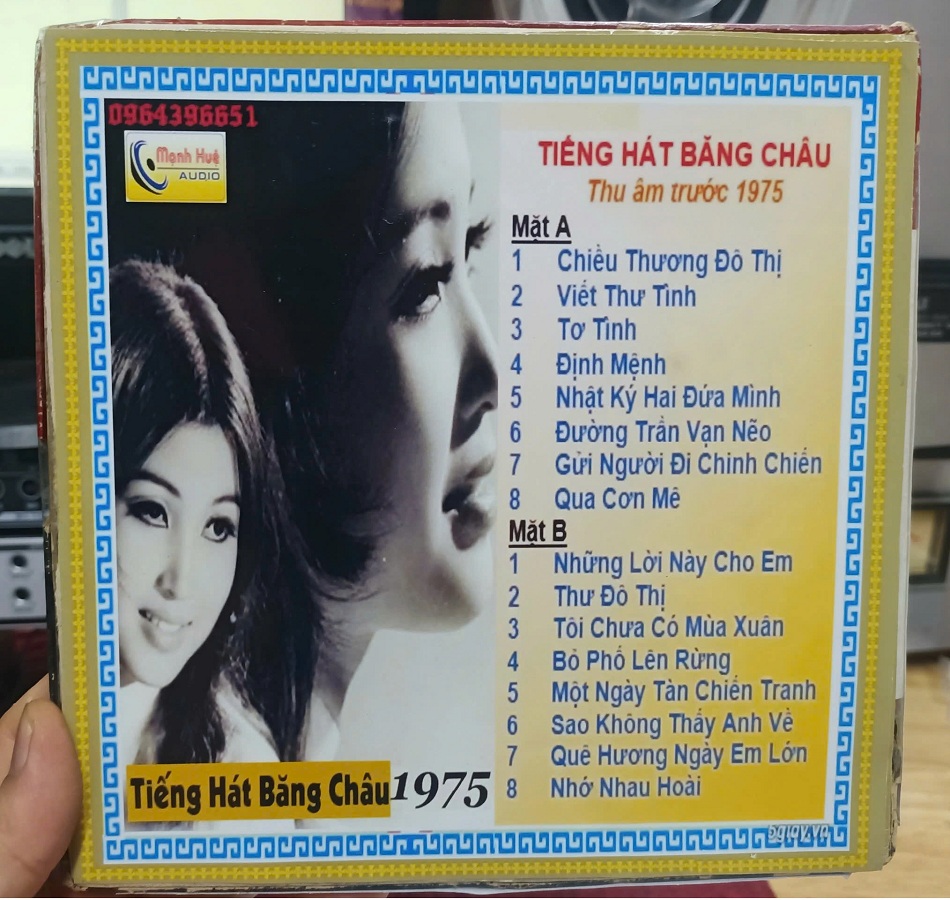 0964396651
Mạnh Huệ
AUDIO
TIẾNG HÁT BĂNG CHÂU
Thu âm trước 1975
Mặt A
1 Chiều Thương Đô Thị
2 Viết Thư Tình
3 Tơ Tình
4 Định Mệnh
5 Nhật Ký Hai Đứa Mình
6 Đường Trần Vạn Nẽo
7 Gửi Người Đi Chinh Chiến
8 Qua Cơn Mê
Mặt B
1 Những Lời Này Cho Em
2 Thư Đô Thị
3 Tôi Chưa Có Mùa Xuân
4 Bỏ Phố Lên Rừng
5 Một Ngày Tàn Chiến Tranh
6 Sao Không Thấy Anh Về
7 Quê Hương Ngày Em Lớn
8 Nhớ Nhau Hoài
Tiếng Hát Băng Châu 1975
5giay.vn